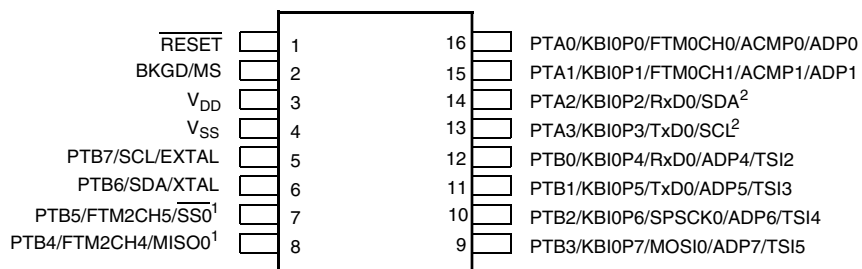 RESET 1 16 PTA0/KBI0P0/FTM0CH0/ACMP0/ADP0
BKGD/MS 2 15 PTA1/KBI0P1/FTM0CH1/ACMP1/ADP1
VDD 3 14 PTA2/KBI0P2/RxD0/SDA2
VSS 4 13 PTA3/KBI0P3/TxD0/SCL2
PTB7/SCL/EXTAL 5 12 PTB0/KBI0P4/RxD0/ADP4/TSI2
PTB6/SDA/XTAL 6 11 PTB1/KBI0P5/TxD0/ADP5/TSI3
PTB5/FTM2CH5/SS01 7 10 PTB2/KBI0P6/SPSCK0/ADP6/TSI4
PTB4/FTM2CH4/MISO01 8 9 PTB3/KBI0P7/MOSI0/ADP7/TSI5